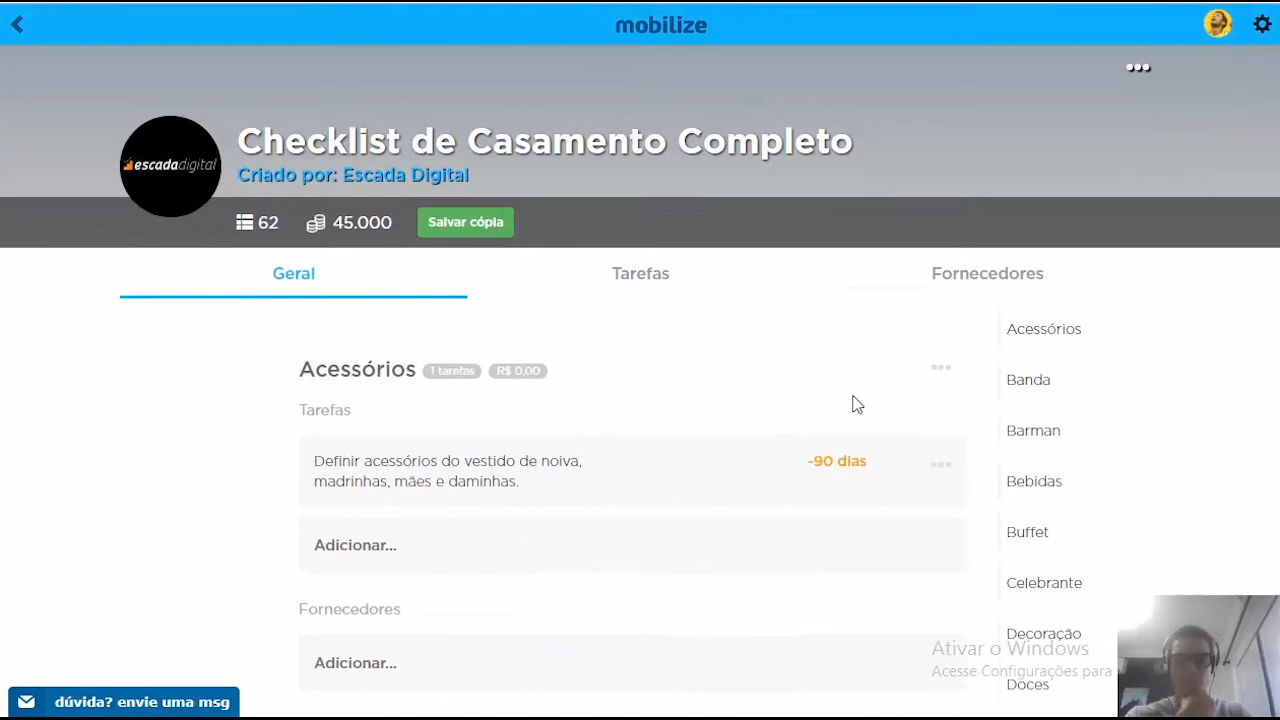 mobilize
escadadigital
Checklist de Casamento Completo
Criado por: Escada Digital
62
45.000
Salvar cópia
Geral
Tarefas
Fornecedores
Acessórios
1 tarefas
R$ 0,00
Tarefas
Definir acessórios do vestido de noiva,
madrinhas, mães e daminhas.
-90 dias
Adicionar...
Fornecedores
Adicionar...
Acessórios
Banda
Barman
Bebidas
Buffet
Celebrante
Decoração
Doces
Ativar o Windows
Acesse Configurações para
dúvida? envie uma msg